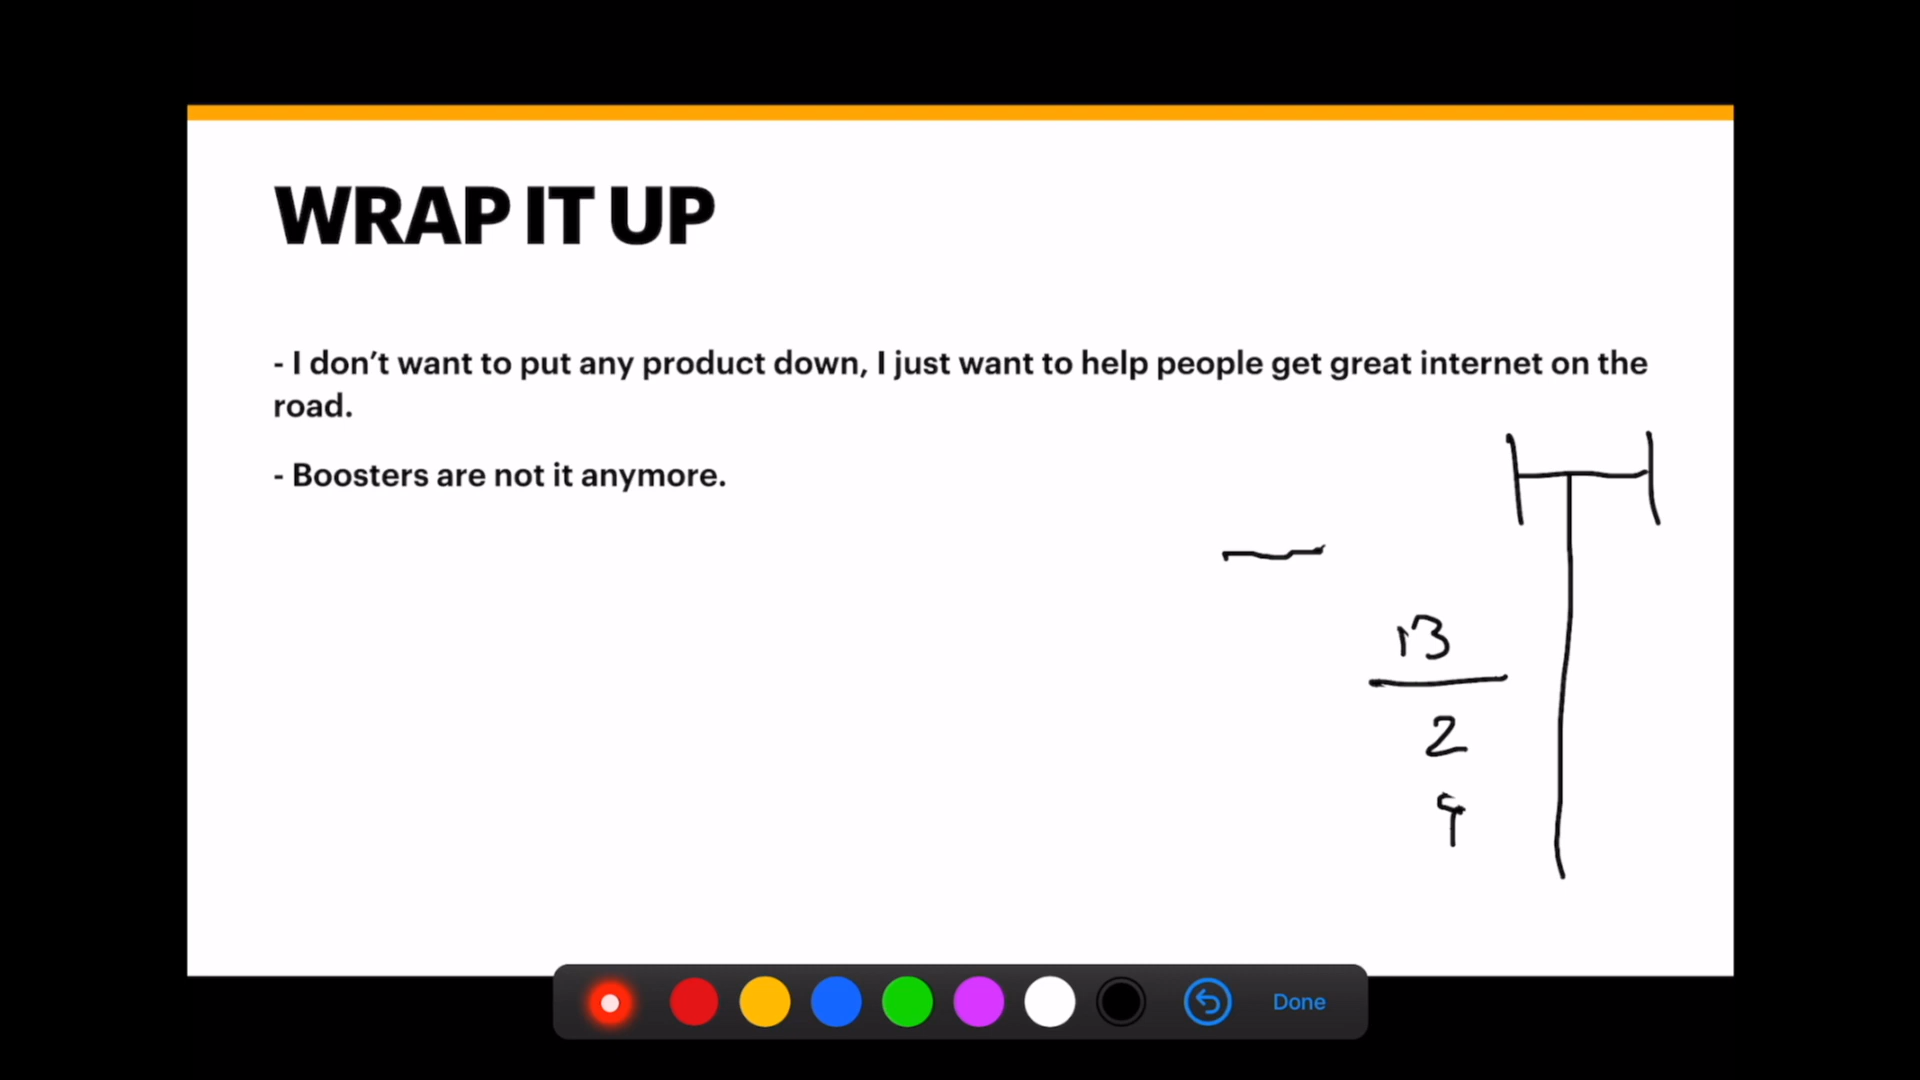 WRAP IT UP
- I don’t want to put any product down, I just want to help people get great internet on the
road.
- Boosters are not it anymore.
13
2
Done